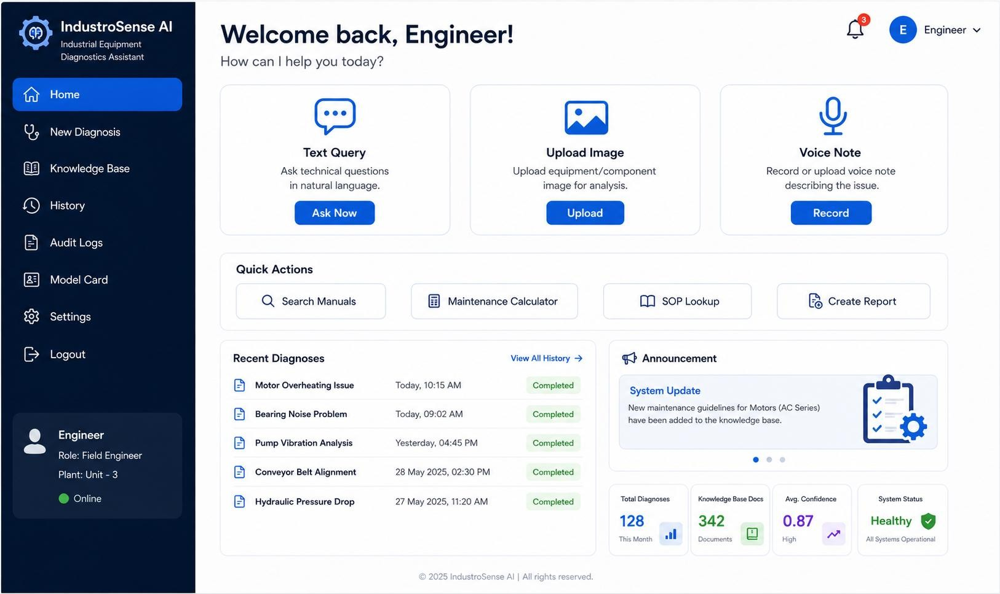 IndustroSense AI
Industrial Equipment
Diagnostics Assistant
Home
New Diagnosis
Knowledge Base
History
Audit Logs
Model Card
Settings
Logout
Engineer
Role: Field Engineer
Plant: Unit - 3
Online
Welcome back, Engineer!
How can I help you today?
3
E
Engineer
Text Query
Ask technical questions
in natural language.
Ask Now
Upload Image
Upload equipment/component
image for analysis.
Upload
Voice Note
Record or upload voice note
describing the issue.
Record
Quick Actions
Search Manuals
Maintenance Calculator
SOP Lookup
Create Report
Recent Diagnoses
View All History →
Motor Overheating Issue Today, 10:15 AM Completed
Bearing Noise Problem Today, 09:02 AM Completed
Pump Vibration Analysis Yesterday, 04:45 PM Completed
Conveyor Belt Alignment 28 May 2025, 02:30 PM Completed
Hydraulic Pressure Drop 27 May 2025, 11:20 AM Completed
Announcement
System Update
New maintenance guidelines for Motors (AC Series)
have been added to the knowledge base.
Total Diagnoses
128
This Month
Knowledge Base Docs
342
Documents
Avg. Confidence
0.87
High
System Status
Healthy
All Systems Operational
© 2025 IndustroSense AI | All rights reserved.